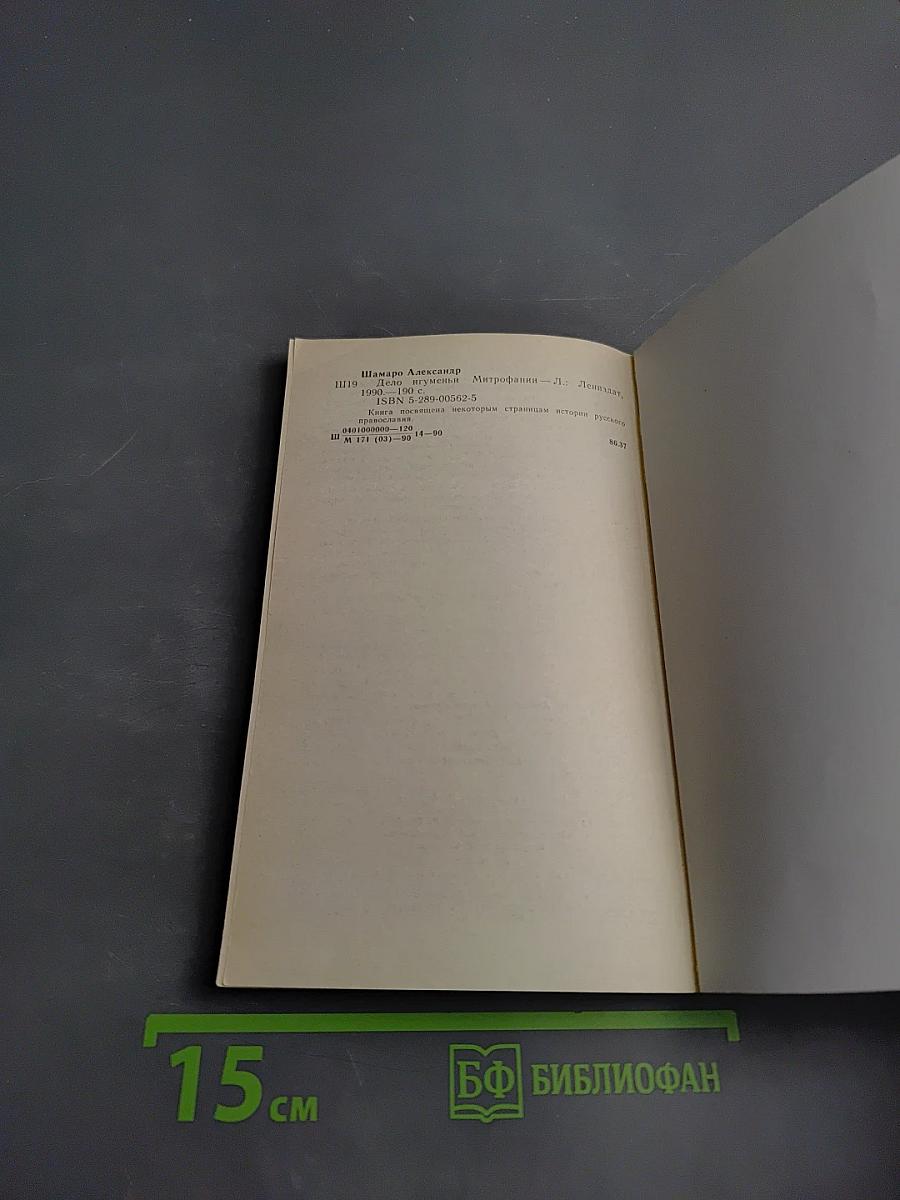 Шамаро Александр
Ш19 Дело игуменьи Митрофании — Л.: Лениздат,
1990.—190 с.
ISBN 5-289-00562-5
Книга посвящена некоторым страницам истории русского
православия.
Ш 0401000000—120
М 171 (03)—90 14—90
86.37
15 см
БФ БИБЛИОФАН